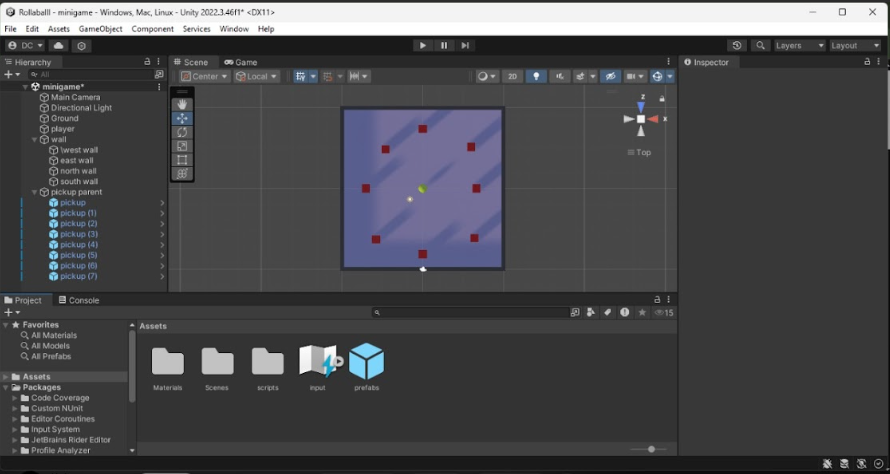 Rollaballl - minigame - Windows, Mac, Linux - Unity 2022.3.46f1* <DX11>
File Edit Assets GameObject Component Services Window Help
DC Layers Layout
Hierarchy
All
minigame*
Main Camera
Directional Light
Ground
player
wall
\west wall
east wall
north wall
south wall
pickup parent
pickup
pickup (1)
pickup (2)
pickup (3)
pickup (4)
pickup (5)
pickup (6)
pickup (7)
Scene Game
Center Local 2D
z
x
Top
Inspector
Project Console
15
Favorites
All Materials
All Models
All Prefabs
Assets
Packages
Code Coverage
Custom NUnit
Editor Coroutines
Input System
JetBrains Rider Editor
Profile Analyzer
Assets
Materials Scenes scripts input prefabs